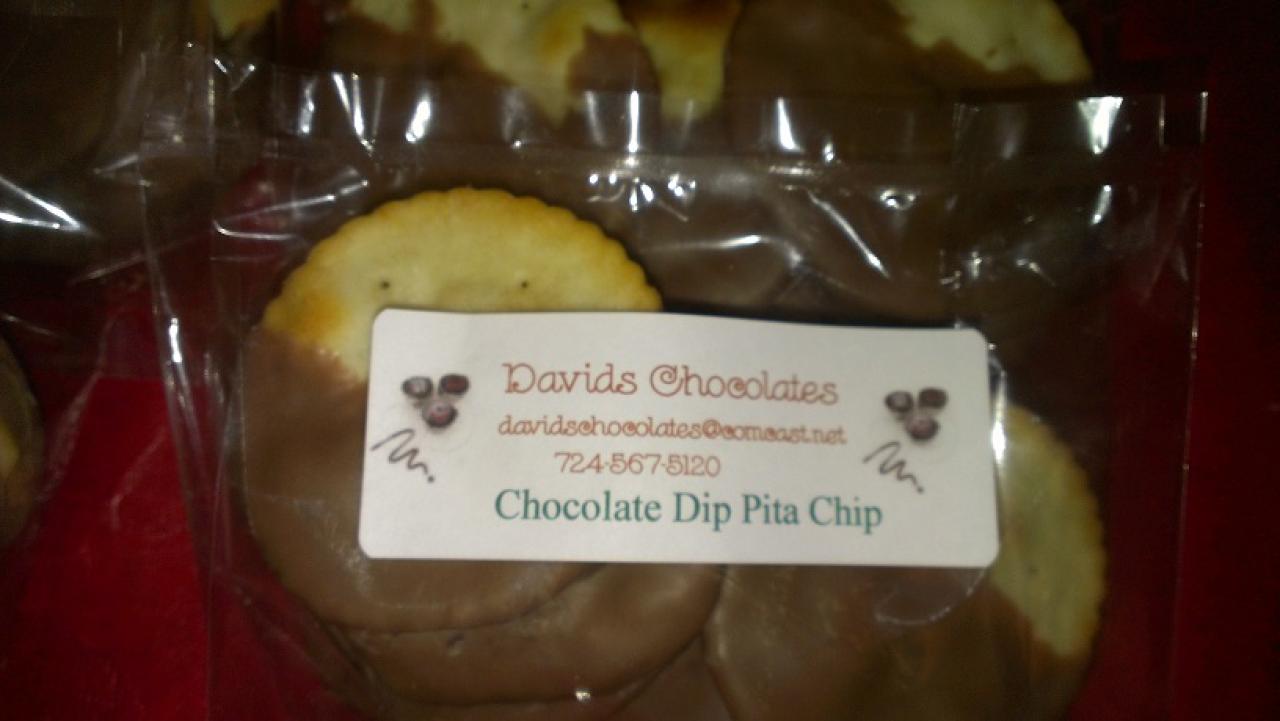 Davids Chocolates
davidschocolates@comcast.net
724-567-5120
Chocolate Dip Pita Chip